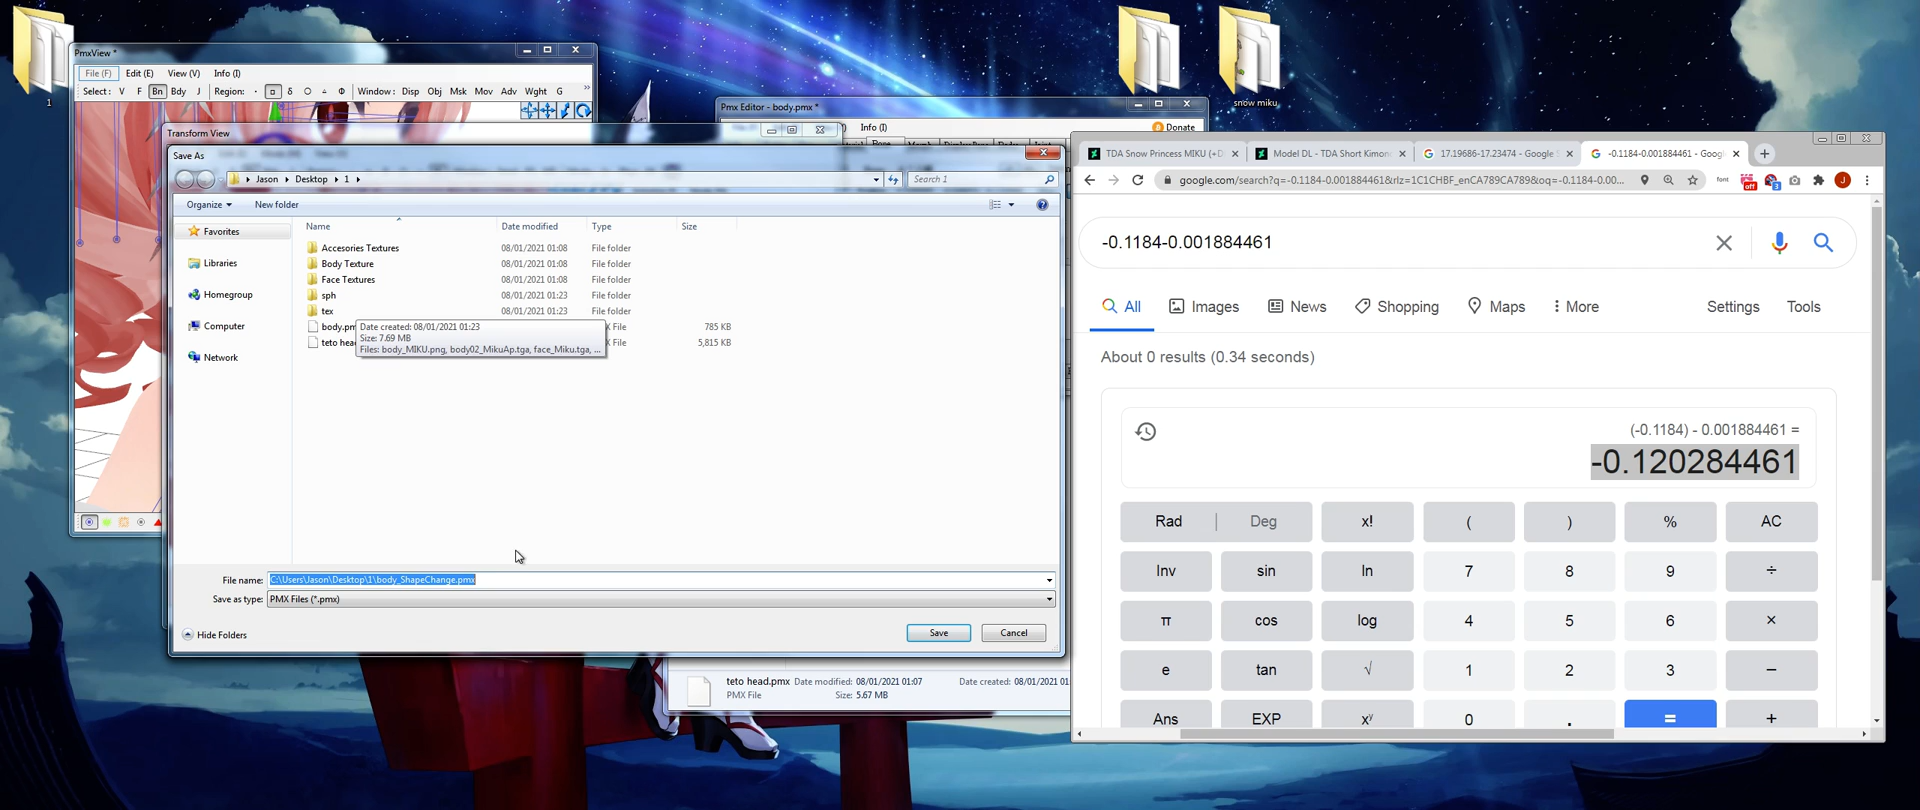 1
snow miku
PmxView *
File (F) Edit (E) View (V) Info (I)
Select : V F Bn Bdy J Region: Window : Disp Obj Msk Mov Adv Wght G
Transform View
Pmx Editor - body.pmx *
Info (I)
Donate
Save As
Jason Desktop 1
Search 1
Organize New folder
Name Date modified Type Size
Favorites
Libraries
Homegroup
Computer
Network
Accesories Textures 08/01/2021 01:08 File folder
Body Texture 08/01/2021 01:08 File folder
Face Textures 08/01/2021 01:08 File folder
sph 08/01/2021 01:23 File folder
tex 08/01/2021 01:23 File folder
body.pm X File 785 KB
teto hea X File 5,815 KB
Date created: 08/01/2021 01:23
Size: 7.69 MB
Files: body_MIKU.png, body02_MikuAp.tga, face_Miku.tga, ...
File name: C:\Users\Jason\Desktop\1\body_ShapeChange.pmx
Save as type: PMX Files (*.pmx)
Hide Folders
Save Cancel
teto head.pmx Date modified: 08/01/2021 01:07 Date created: 08/01/2021 01
PMX File Size: 5.67 MB
TDA Snow Princess MIKU (+D
Model DL - TDA Short Kimon
17.19686-17.23474 - Google
-0.1184-0.001884461 - Goog
google.com/search?q=-0.1184-0.001884461&rlz=1C1CHBF_enCA789CA789&oq=-0.1184-0.00...
font
off
3
J
-0.1184-0.001884461
All Images News Shopping Maps More Settings Tools
About 0 results (0.34 seconds)
(-0.1184) - 0.001884461 =
-0.120284461
Rad | Deg x! ( ) % AC
Inv sin ln 7 8 9 ÷
π cos log 4 5 6 ×
e tan √ 1 2 3 −
Ans EXP xʸ 0 . = +